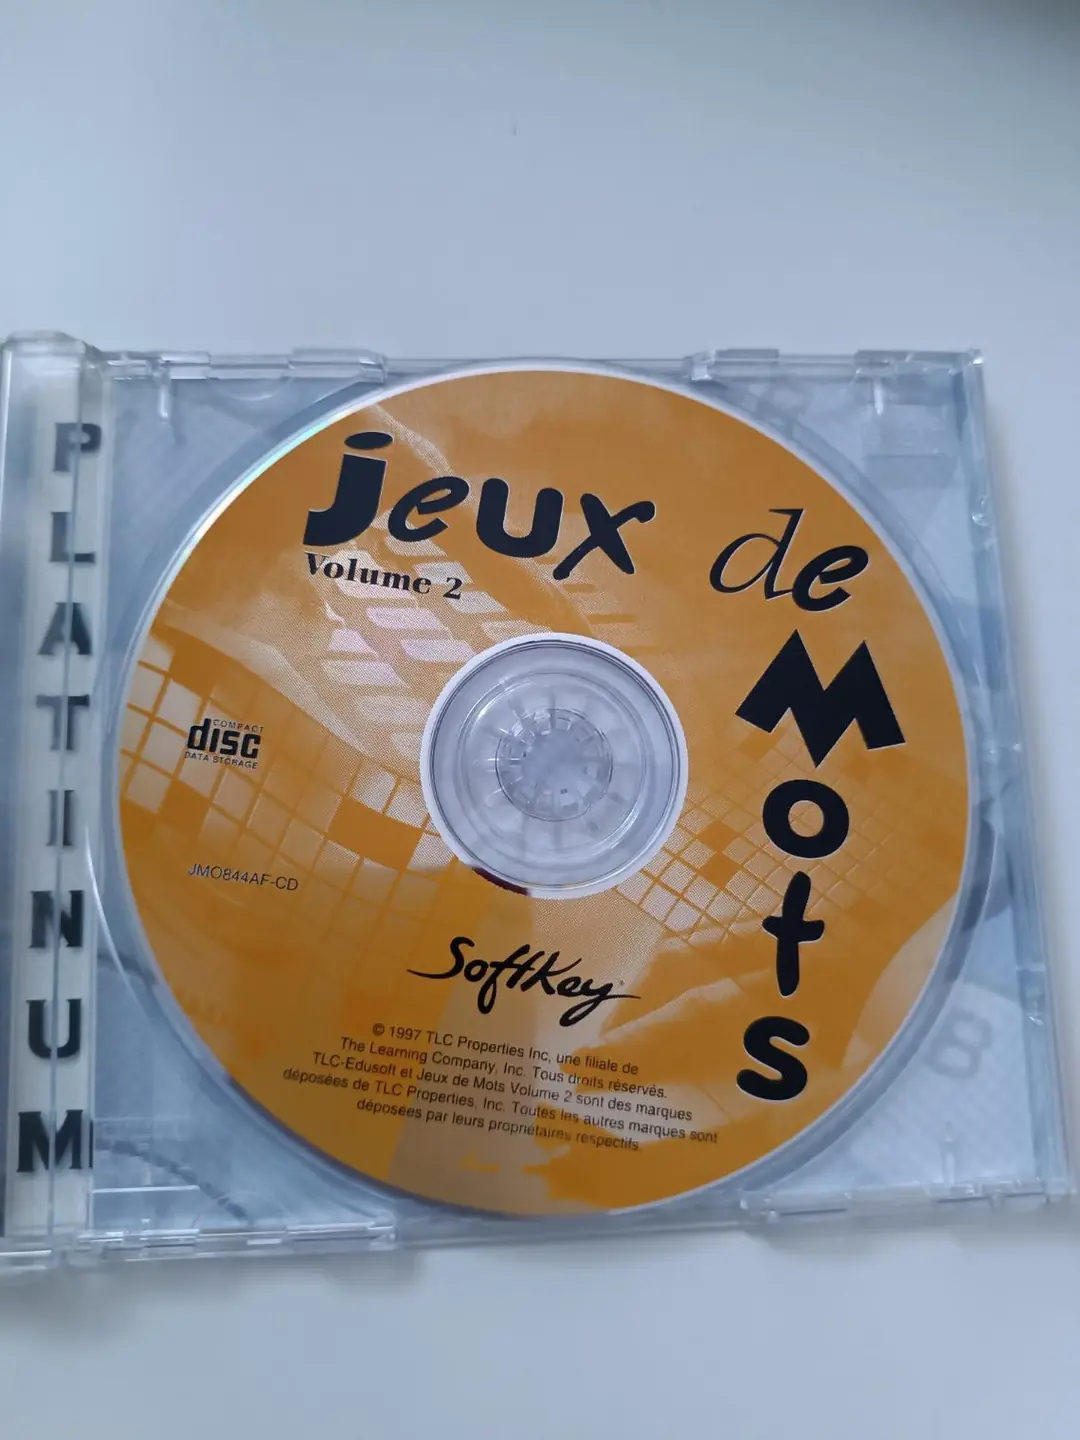 PLATINUM
jeux de Mots
Volume 2
COMPACT
disc
DATA STORAGE
JMO844AF-CD
SoftKey
© 1997 TLC Properties Inc, une filiale de
The Learning Company, Inc. Tous droits réservés.
TLC-Edusoft et Jeux de Mots Volume 2 sont des marques
déposées de TLC Properties, Inc. Toutes les autres marques sont
déposées par leurs propriétaires respectifs.